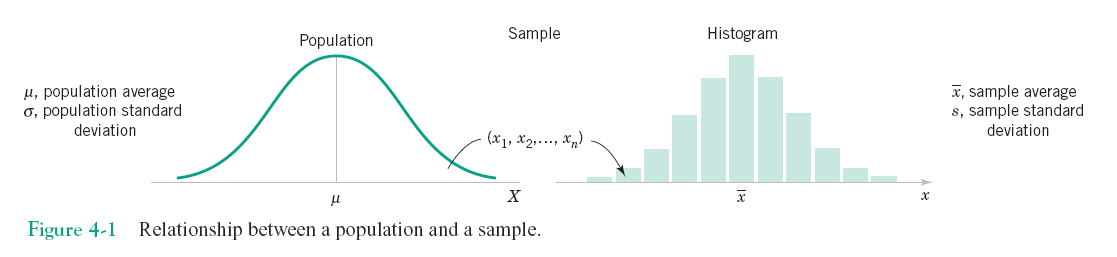 Population
Sample
Histogram
μ, population average
σ, population standard
deviation
(x₁, x₂,..., xₙ)
x̄, sample average
s, sample standard
deviation
μ
X
x̄
x
Figure 4-1 Relationship between a population and a sample.